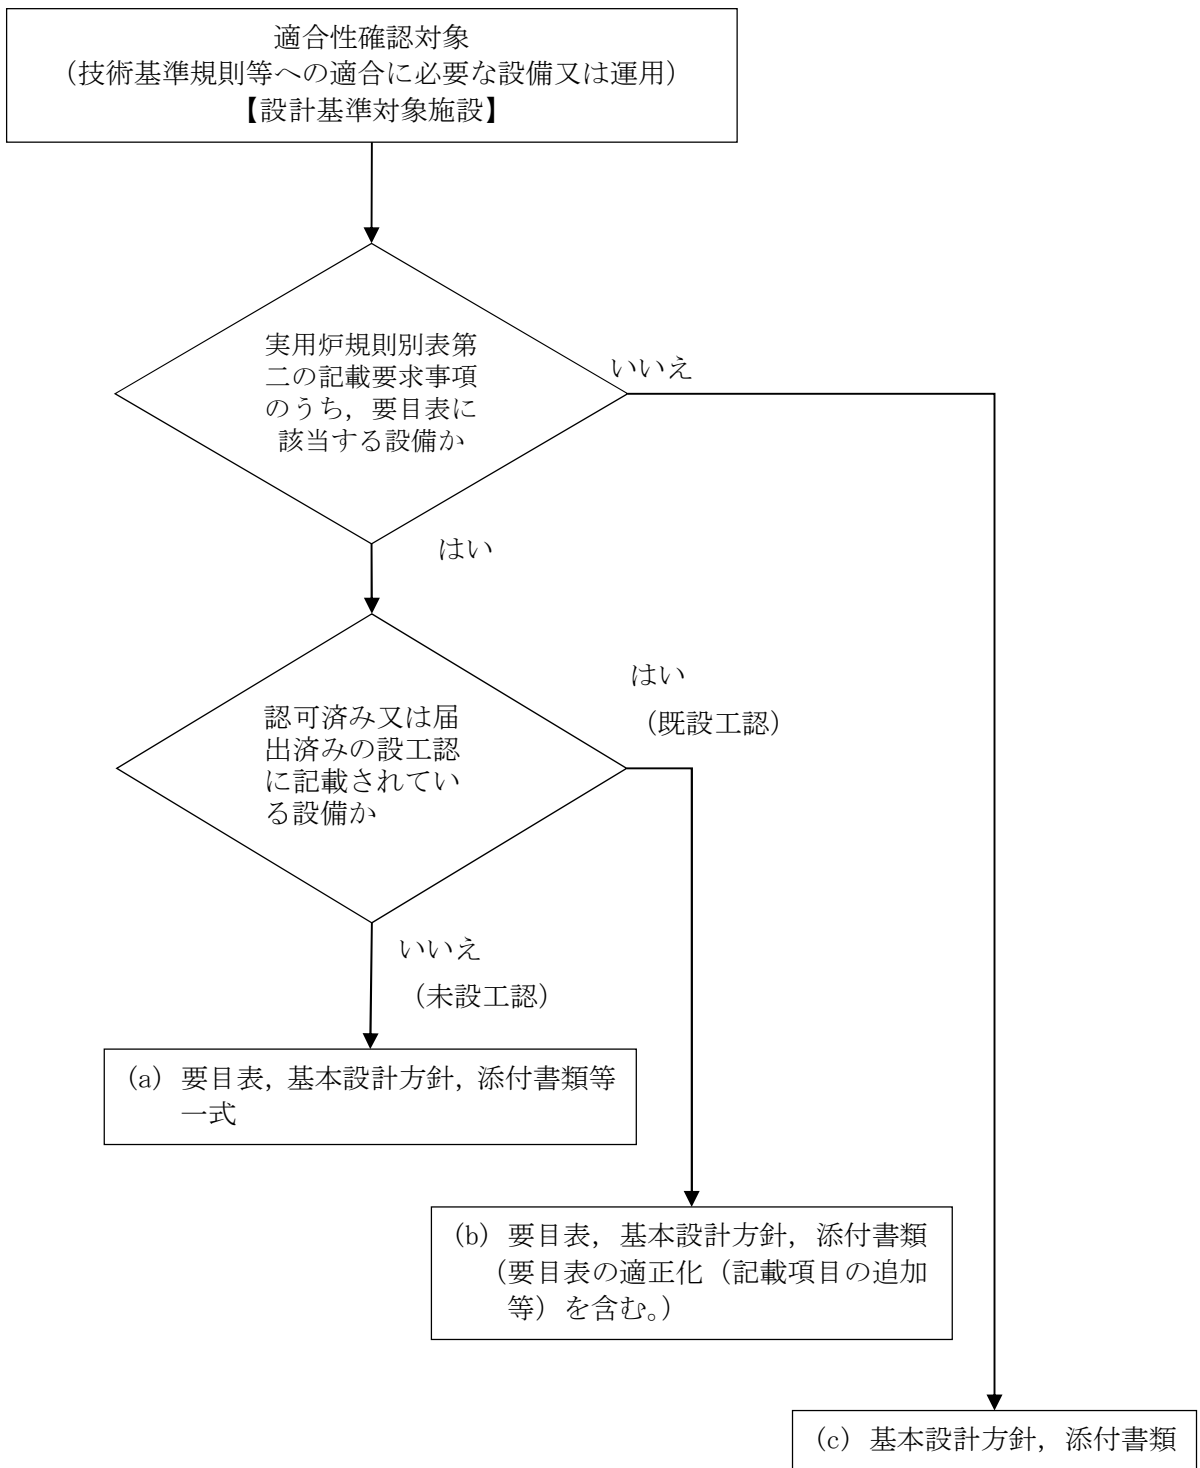 適合性確認対象
（技術基準規則等への適合に必要な設備又は運用）
【設計基準対象施設】
実用炉規則別表第
二の記載要求事項
のうち，要目表に
該当する設備か
いいえ
はい
認可済み又は届
出済みの設工認
に記載されてい
る設備か
はい
（既設工認）
いいえ
（未設工認）
(a) 要目表，基本設計方針，添付書類等
一式
(b) 要目表，基本設計方針，添付書類
（要目表の適正化（記載項目の追加
等）を含む。）
(c) 基本設計方針，添付書類